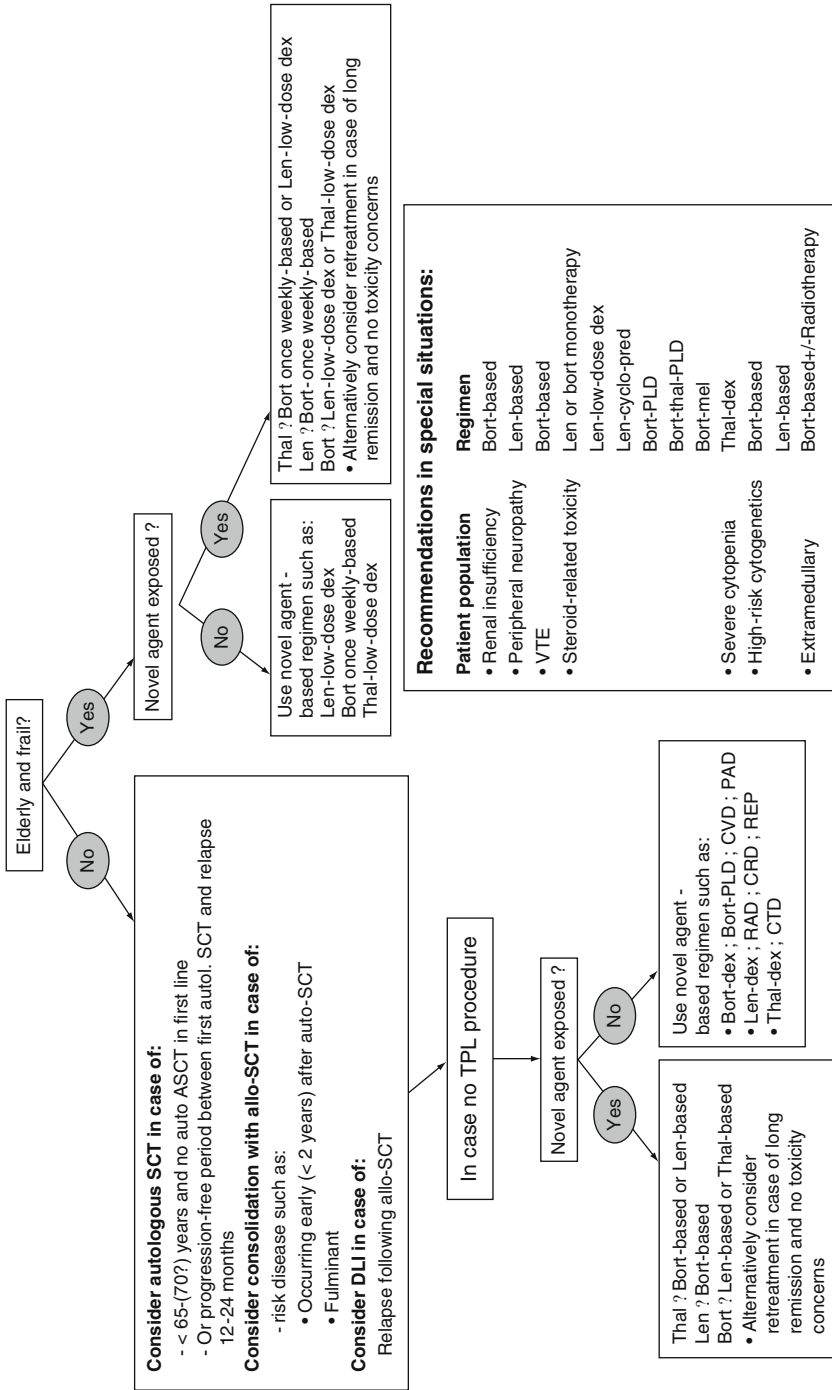 Elderly and frail?
No
Yes
Consider autologous SCT in case of:
- < 65-(70?) years and no auto ASCT in first line
- Or progression-free period between first autol. SCT and relapse
12-24 months
Consider consolidation with allo-SCT in case of:
- risk disease such as:
• Occurring early (< 2 years) after auto-SCT
• Fulminant
Consider DLI in case of:
Relapse following allo-SCT
In case no TPL procedure
Novel agent exposed ?
Yes
No
Thal ? Bort-based or Len-based
Len ? Bort-based
Bort ? Len-based or Thal-based
• Alternatively consider
retreatment in case of long
remission and no toxicity
concerns
Use novel agent -
based regimen such as:
• Bort-dex ; Bort-PLD ; CVD ; PAD
• Len-dex ; RAD ; CRD ; REP
• Thal-dex ; CTD
Novel agent exposed ?
No
Yes
Use novel agent -
based regimen such as:
Len-low-dose dex
Bort once weekly-based
Thal-low-dose dex
Thal ? Bort once weekly-based or Len-low-dose dex
Len ? Bort-once weekly-based
Bort ? Len-low-dose dex or Thal-low-dose dex
• Alternatively consider retreatment in case of long
remission and no toxicity concerns
Recommendations in special situations:
Patient population Regimen
• Renal insufficiency Bort-based
• Peripheral neuropathy Len-based
• VTE Bort-based
• Steroid-related toxicity Len or bort monotherapy
Len-low-dose dex
Len-cyclo-pred
Bort-PLD
Bort-thal-PLD
Bort-mel
• Severe cytopenia Thal-dex
• High-risk cytogenetics Bort-based
Len-based
• Extramedullary Bort-based+/-Radiotherapy